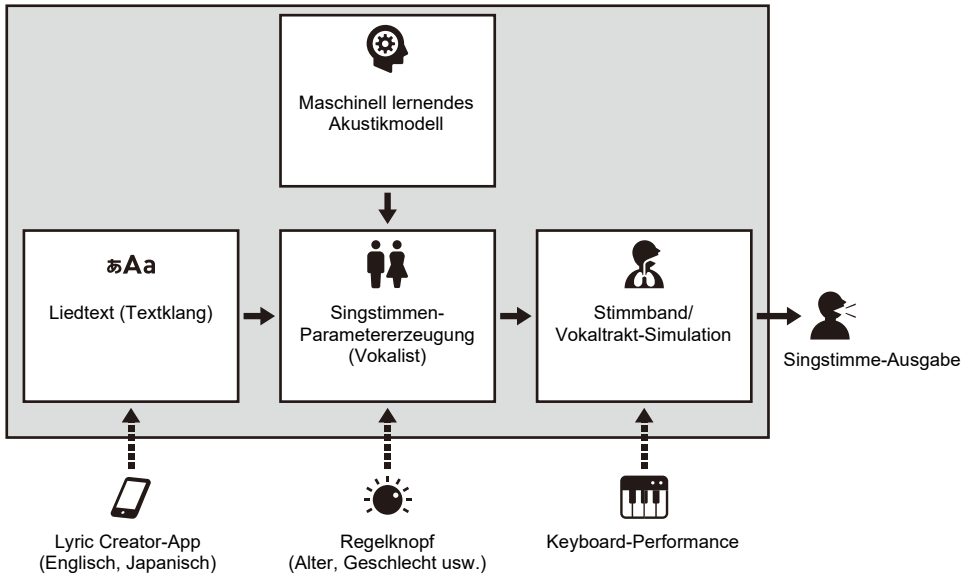 Maschinell lernendes
Akustikmodell
あAa
Liedtext (Textklang)
Singstimmen-
Parametererzeugung
(Vokalist)
Stimmband/
Vokaltrakt-Simulation
Singstimme-Ausgabe
Lyric Creator-App
(Englisch, Japanisch)
Regelknopf
(Alter, Geschlecht usw.)
Keyboard-Performance